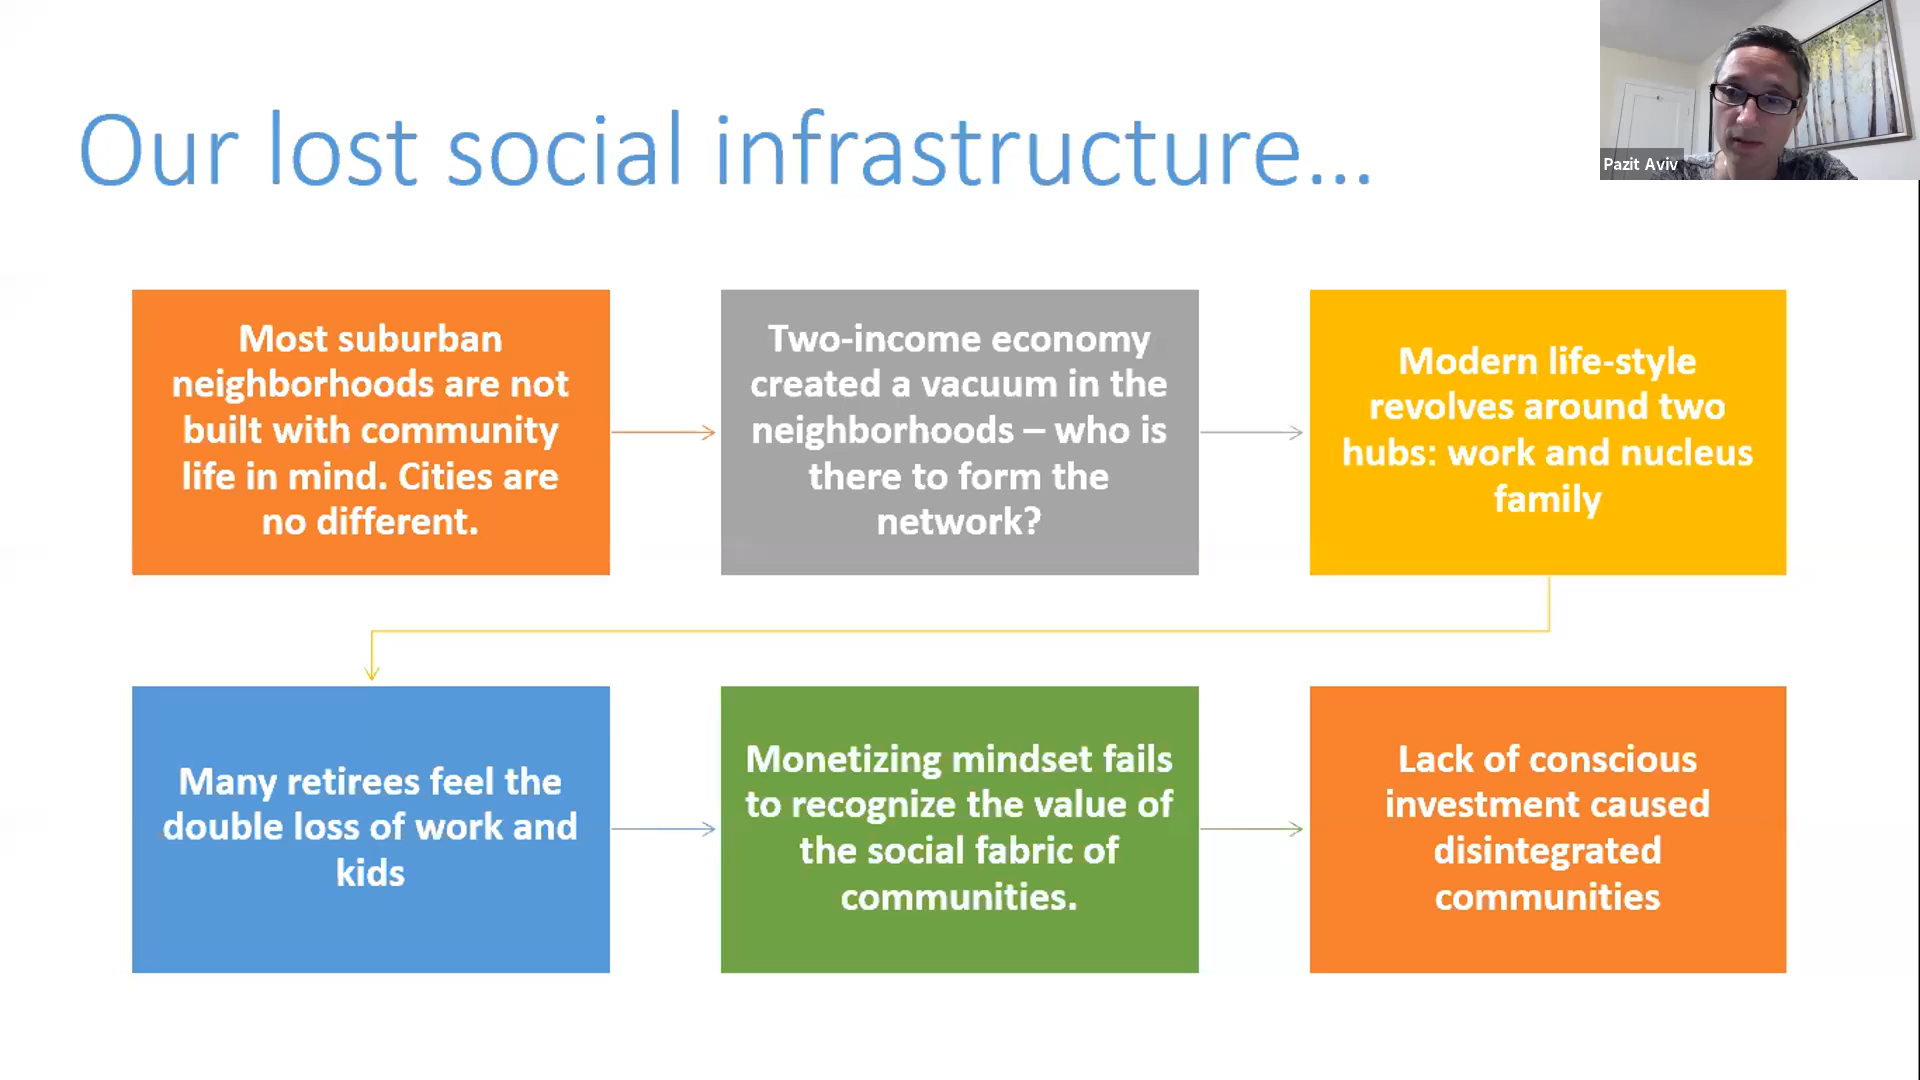 Our lost social infrastructure...
Pazit Aviv
Most suburban
neighborhoods are not
built with community
life in mind. Cities are
no different.
Two-income economy
created a vacuum in the
neighborhoods – who is
there to form the
network?
Modern life-style
revolves around two
hubs: work and nucleus
family
Many retirees feel the
double loss of work and
kids
Monetizing mindset fails
to recognize the value of
the social fabric of
communities.
Lack of conscious
investment caused
disintegrated
communities